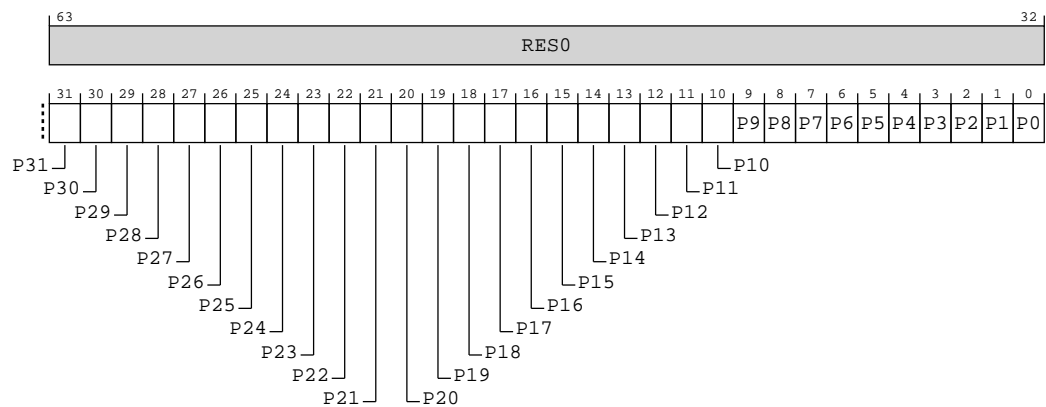 63 32
RES0
31 30 29 28 27 26 25 24 23 22 21 20 19 18 17 16 15 14 13 12 11 10 9 8 7 6 5 4 3 2 1 0
P9 P8 P7 P6 P5 P4 P3 P2 P1 P0
P31 P10
P30 P11
P29 P12
P28 P13
P27 P14
P26 P15
P25 P16
P24 P17
P23 P18
P22 P19
P21 P20